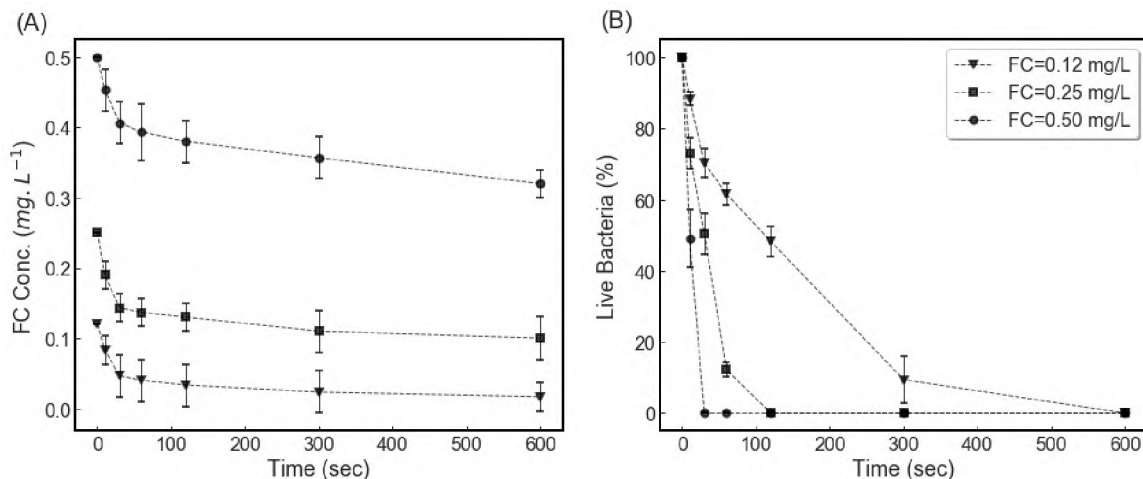 (A)
FC Conc. (mg. L⁻¹)
0.5
0.4
0.3
0.2
0.1
0.0
0 100 200 300 400 500 600
Time (sec)
(B)
Live Bacteria (%)
100
80
60
40
20
0
FC=0.12 mg/L
FC=0.25 mg/L
FC=0.50 mg/L
0 100 200 300 400 500 600
Time (sec)